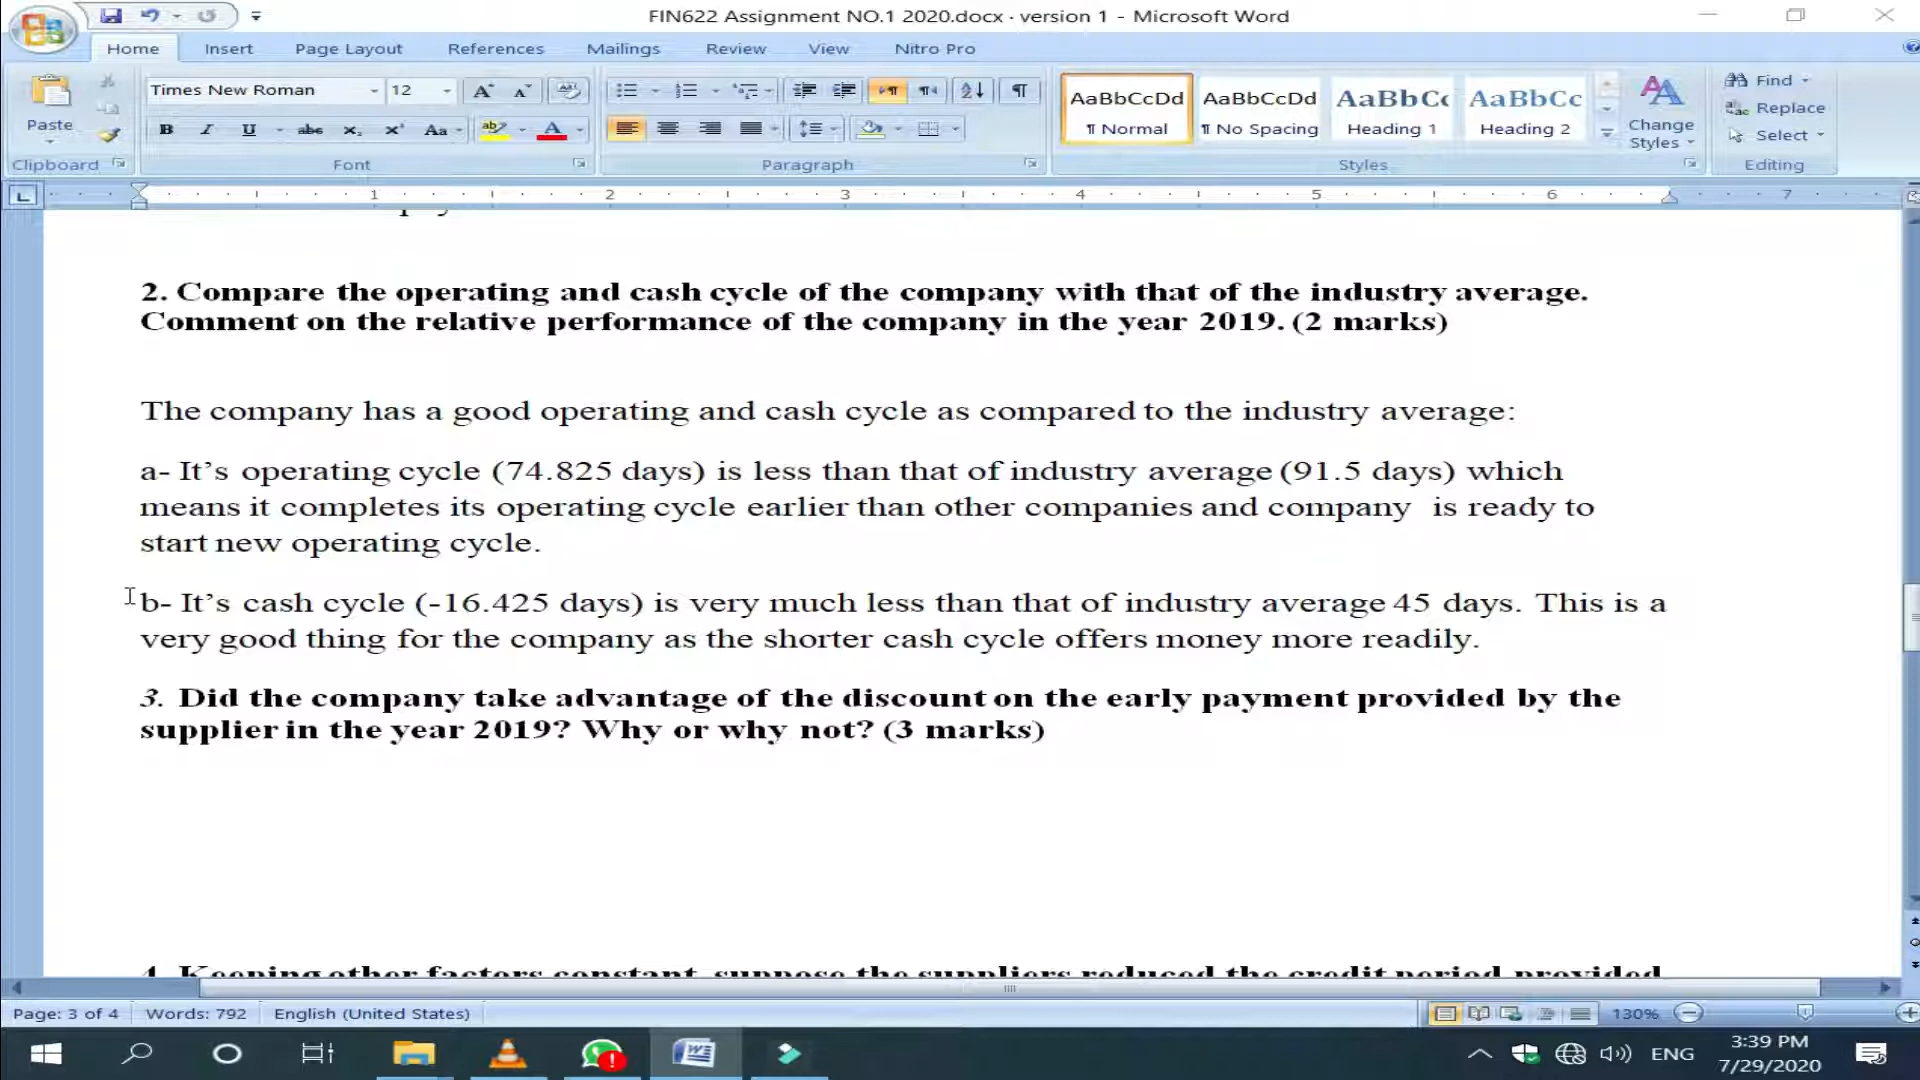 FIN622 Assignment NO.1 2020.docx · version 1 - Microsoft Word
Home Insert Page Layout References Mailings Review View Nitro Pro
Times New Roman 12
AaBbCcDd AaBbCcDd AaBbCc AaBbCc
¶ Normal ¶ No Spacing Heading 1 Heading 2
Paste
Change Styles
Find
Replace
Select
Clipboard Font Paragraph Styles Editing
1 2 3 4 5 6 7
2. Compare the operating and cash cycle of the company with that of the industry average.
Comment on the relative performance of the company in the year 2019. (2 marks)
The company has a good operating and cash cycle as compared to the industry average:
a- It’s operating cycle (74.825 days) is less than that of industry average (91.5 days) which
means it completes its operating cycle earlier than other companies and company is ready to
start new operating cycle.
b- It’s cash cycle (-16.425 days) is very much less than that of industry average 45 days. This is a
very good thing for the company as the shorter cash cycle offers money more readily.
3. Did the company take advantage of the discount on the early payment provided by the
supplier in the year 2019? Why or why not? (3 marks)
4. Keeping other factors constant, suppose the suppliers reduced the credit period provided
Page: 3 of 4 Words: 792 English (United States) 130%
ENG
3:39 PM
7/29/2020